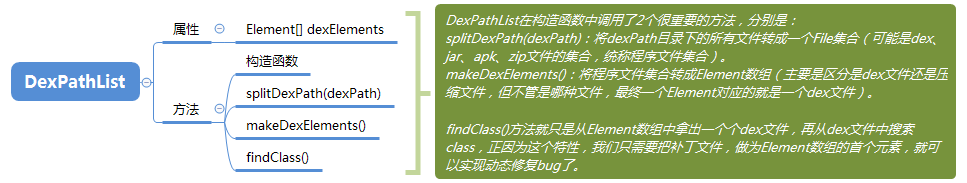 DexPathList
属性
Element[] dexElements
方法
构造函数
splitDexPath(dexPath)
makeDexElements()
findClass()
DexPathList在构造函数中调用了2个很重要的方法，分别是：
splitDexPath(dexPath)：将dexPath目录下的所有文件转成一个File集合（可能是dex、
jar、apk、zip文件的集合，统称程序文件集合）。
makeDexElements()：将程序文件集合转成Element数组（主要是区分是dex文件还是压
缩文件，但不管是哪种文件，最终一个Element对应的就是一个dex文件）。
findClass()方法就只是从Element数组中拿出一个个dex文件，再从dex文件中搜索
class，正因为这个特性，我们只需要把补丁文件，做为Element数组的首个元素，就可
以实现动态修复bug了。